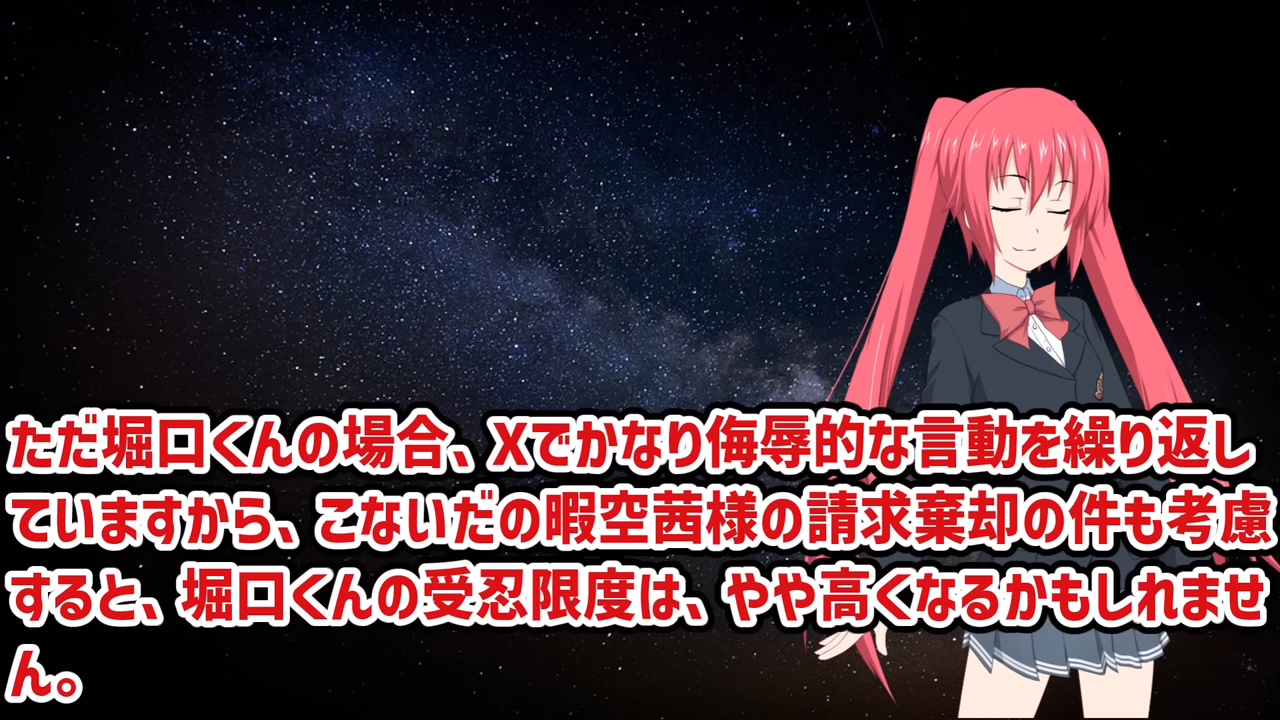 ただ堀口くんの場合、Xでかなり侮辱的な言動を繰り返し
ていますから、こないだの暇空茜様の請求棄却の件も考慮
すると、堀口くんの受忍限度は、やや高くなるかもしれませ
ん。